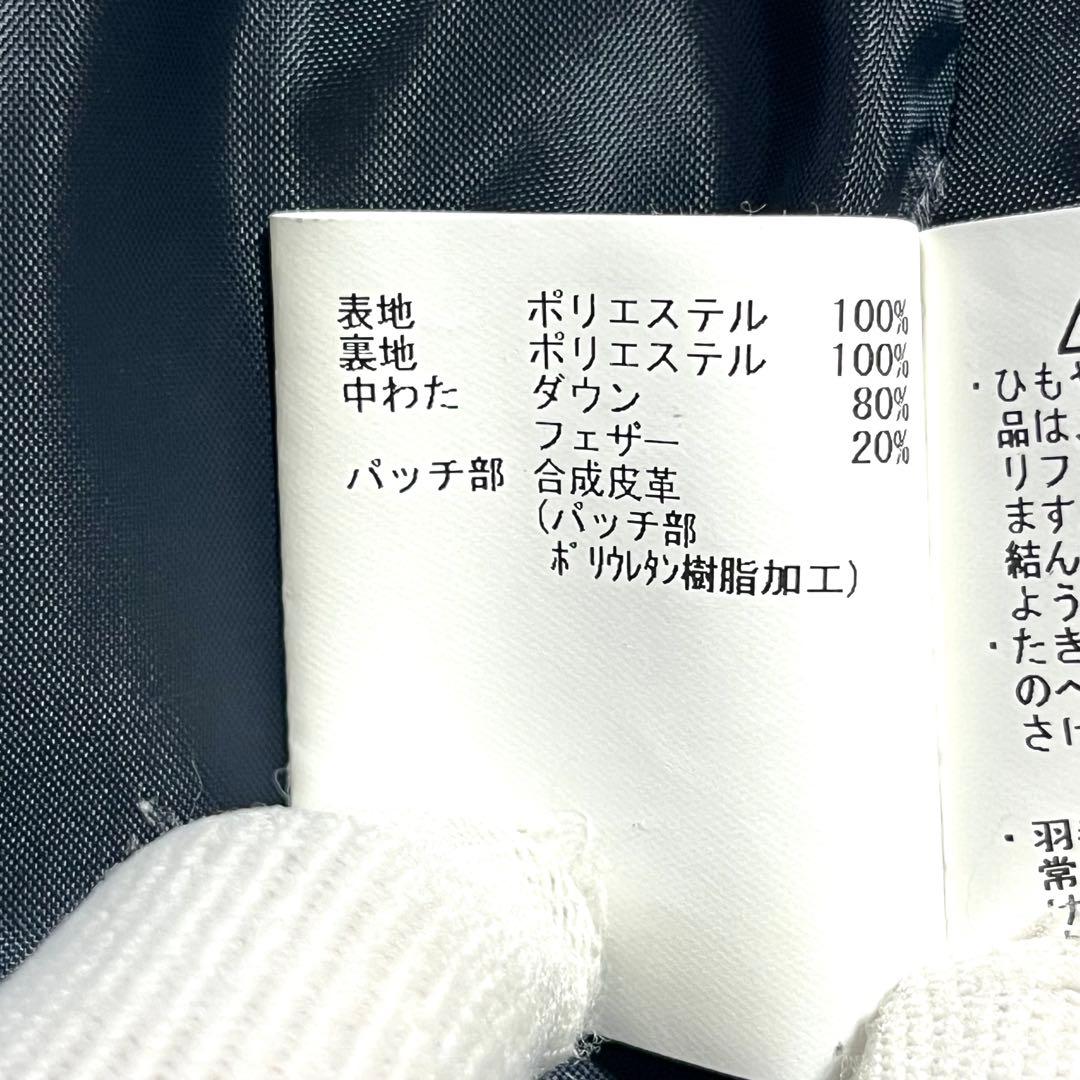 表地 ポリエステル 100%
裏地 ポリエステル 100%
中わた ダウン 80%
フェザー 20%
パッチ部 合成皮革
(パッチ部
ポリウレタン樹脂加工)
・ひも
品は、
リフ
ます
結ん
よう
・たき
のべ
さけ
・羽
常
け